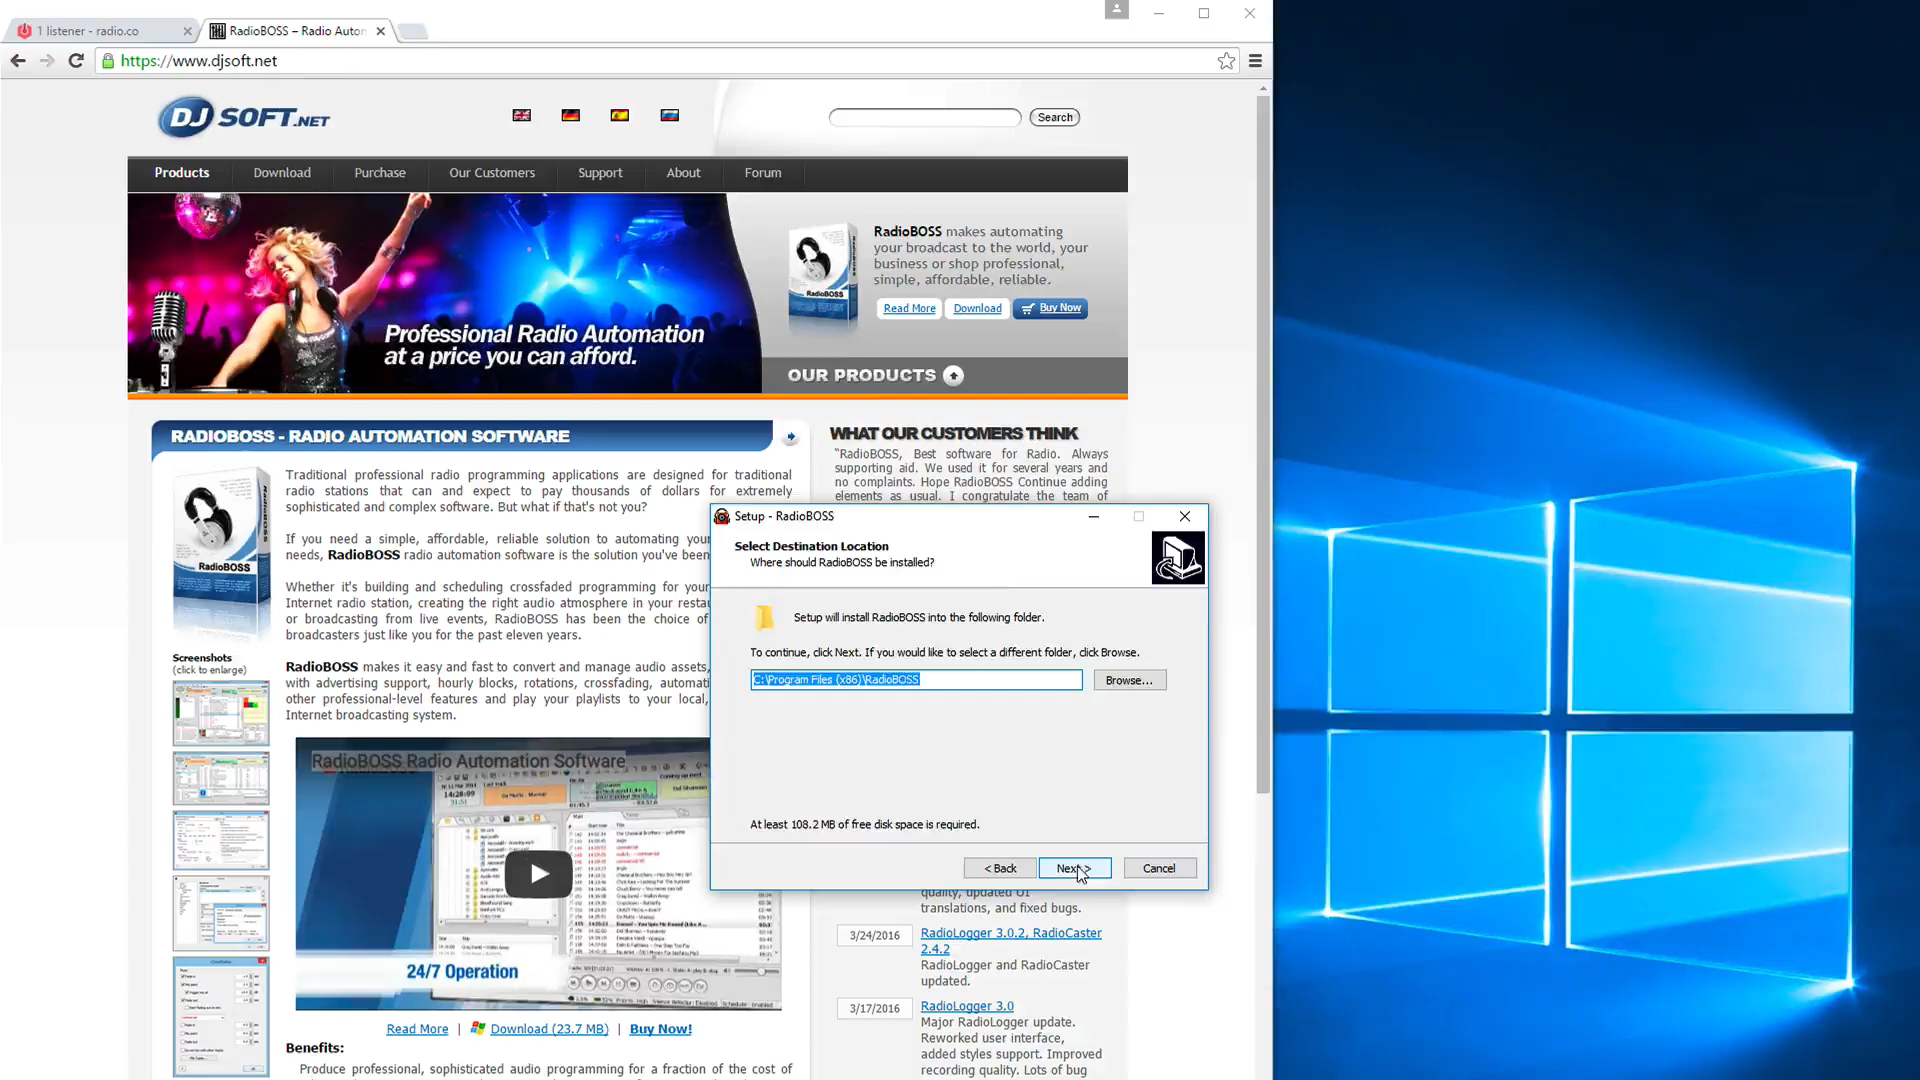 1 listener - radio.co
RadioBOSS – Radio Autom
https://www.djsoft.net
DJ SOFT.NET
Search
Products
Download
Purchase
Our Customers
Support
About
Forum
Professional Radio Automation
at a price you can afford.
RadioBOSS makes automating
your broadcast to the world, your
business or shop professional,
simple, affordable, reliable.
Read More
Download
Buy Now
OUR PRODUCTS
RADIOBOSS - RADIO AUTOMATION SOFTWARE
Traditional professional radio programming applications are designed for traditional
radio stations that can and expect to pay thousands of dollars for extremely
sophisticated and complex software. But what if that's not you?
If you need a simple, affordable, reliable solution to automating your
needs, RadioBOSS radio automation software is the solution you've been
Whether it's building and scheduling crossfaded programming for your
Internet radio station, creating the right audio atmosphere in your resta
or broadcasting from live events, RadioBOSS has been the choice of
broadcasters just like you for the past eleven years.
Screenshots
(click to enlarge)
RadioBOSS makes it easy and fast to convert and manage audio assets,
with advertising support, hourly blocks, rotations, crossfading, automati
other professional-level features and play your playlists to your local,
Internet broadcasting system.
RadioBOSS Radio Automation Software
24/7 Operation
Read More | Download (23.7 MB) | Buy Now!
Benefits:
Produce professional, sophisticated audio programming for a fraction of the cost of
WHAT OUR CUSTOMERS THINK
"RadioBOSS, Best software for Radio. Always
supporting aid. We used it for several years and
no complaints. Hope RadioBOSS Continue adding
elements as usual. I congratulate the team of
Setup - RadioBOSS
Select Destination Location
Where should RadioBOSS be installed?
Setup will install RadioBOSS into the following folder.
To continue, click Next. If you would like to select a different folder, click Browse.
C:\Program Files (x86)\RadioBOSS
Browse...
At least 108.2 MB of free disk space is required.
< Back
Next >
Cancel
quality, updated UI
translations, and fixed bugs.
3/24/2016
RadioLogger 3.0.2, RadioCaster
2.4.2
RadioLogger and RadioCaster
updated.
3/17/2016
RadioLogger 3.0
Major RadioLogger update.
Reworked user interface,
added styles support. Improved
recording quality. Lots of bug